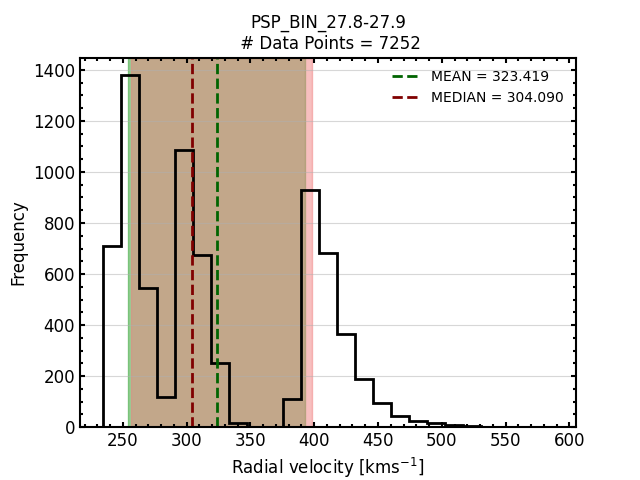 PSP_BIN_27.8-27.9
# Data Points = 7252
MEAN = 323.419
MEDIAN = 304.090
1400
1200
1000
800
600
400
200
0
Frequency
250 300 350 400 450 500 550 600
Radial velocity [kms⁻¹]